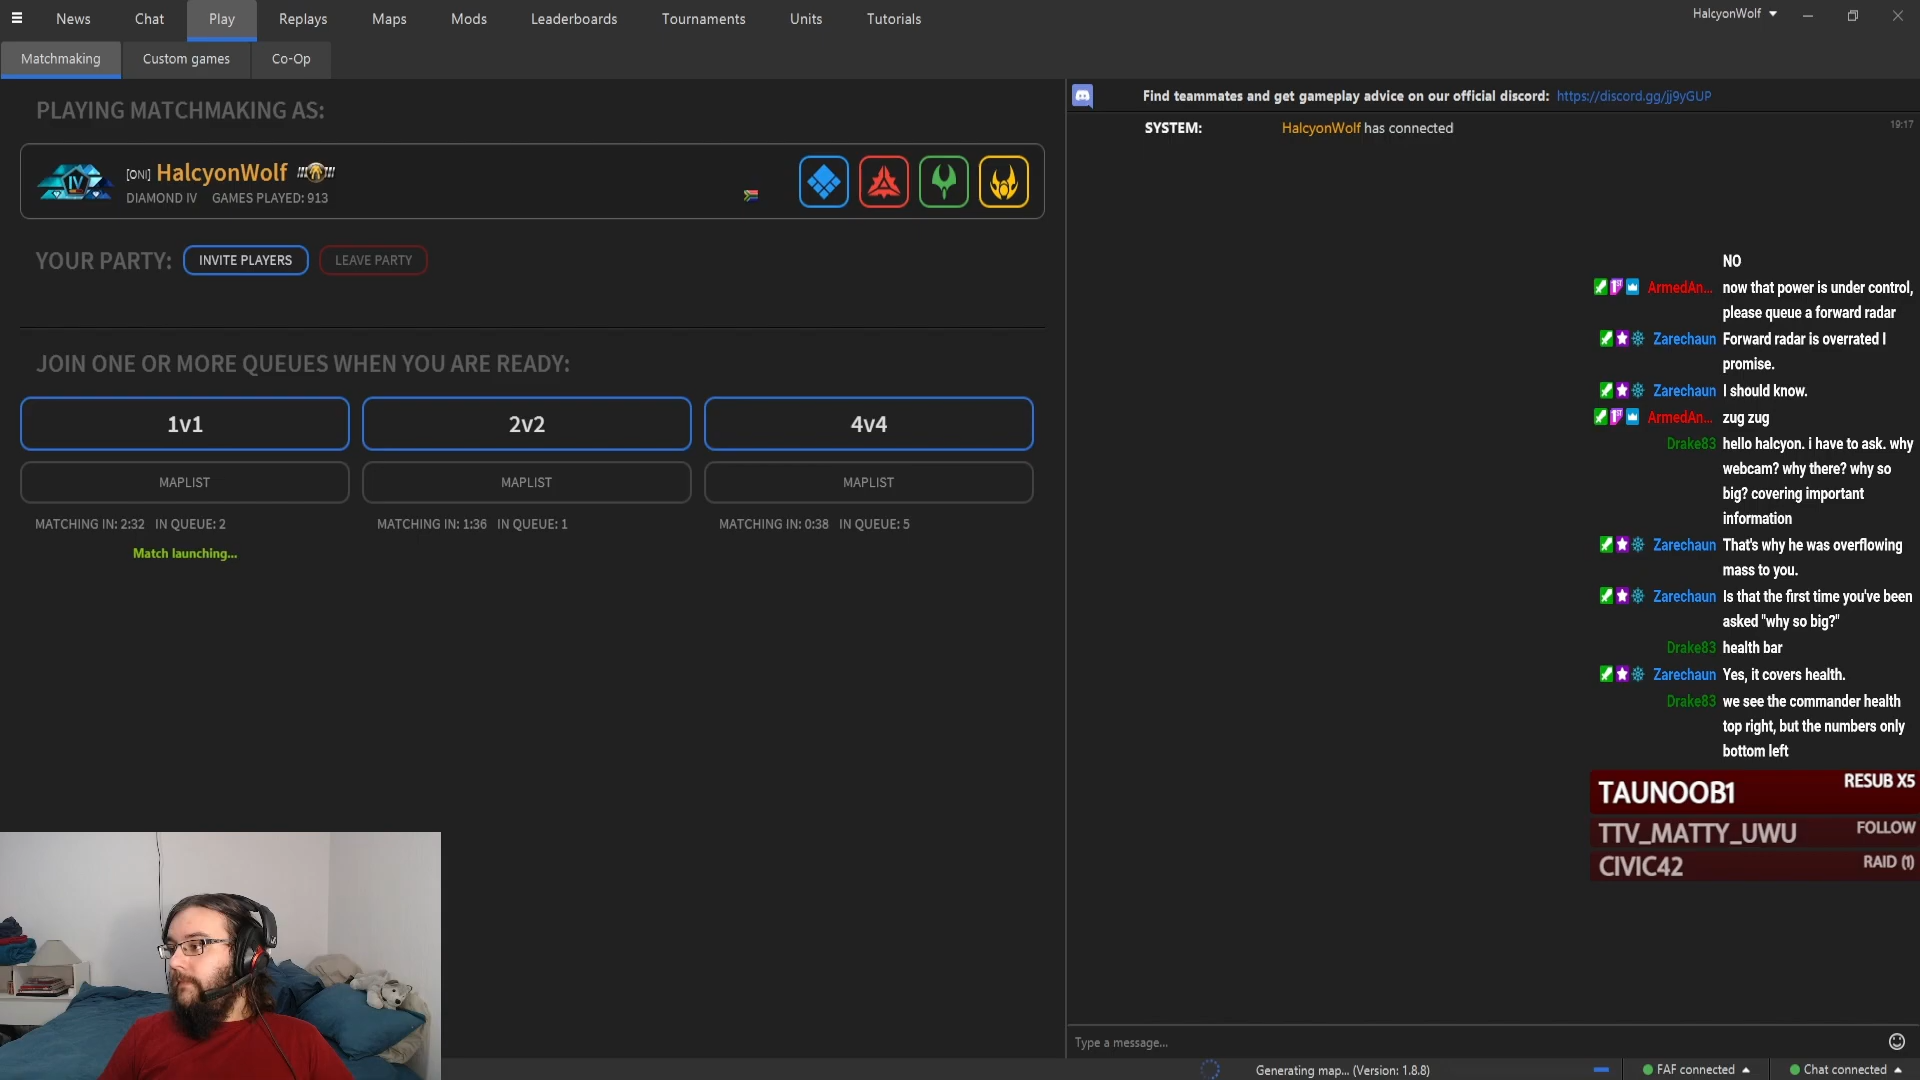 News Chat Play Replays Maps Mods Leaderboards Tournaments Units Tutorials HalcyonWolf
Matchmaking Custom games Co-Op
PLAYING MATCHMAKING AS:
IV [ONI] HalcyonWolf
DIAMOND IV GAMES PLAYED: 913
YOUR PARTY: INVITE PLAYERS LEAVE PARTY
JOIN ONE OR MORE QUEUES WHEN YOU ARE READY:
1v1 2v2 4v4
MAPLIST MAPLIST MAPLIST
MATCHING IN: 2:32 IN QUEUE: 2 MATCHING IN: 1:36 IN QUEUE: 1 MATCHING IN: 0:38 IN QUEUE: 5
Match launching...
Find teammates and get gameplay advice on our official discord: https://discord.gg/jj9yGUP
SYSTEM: HalcyonWolf has connected 19:17
NO
ArmedAn... now that power is under control,
please queue a forward radar
Zarechaun Forward radar is overrated I
promise.
Zarechaun I should know.
ArmedAn... zug zug
Drake83 hello halcyon. i have to ask. why
webcam? why there? why so
big? covering important
information
Zarechaun That's why he was overflowing
mass to you.
Zarechaun Is that the first time you've been
asked "why so big?"
Drake83 health bar
Zarechaun Yes, it covers health.
Drake83 we see the commander health
top right, but the numbers only
bottom left
TAUNOOB1 RESUB X5
TTV_MATTY_UWU FOLLOW
CIVIC42 RAID (1)
Type a message...
Generating map... (Version: 1.8.8) FAF connected Chat connected